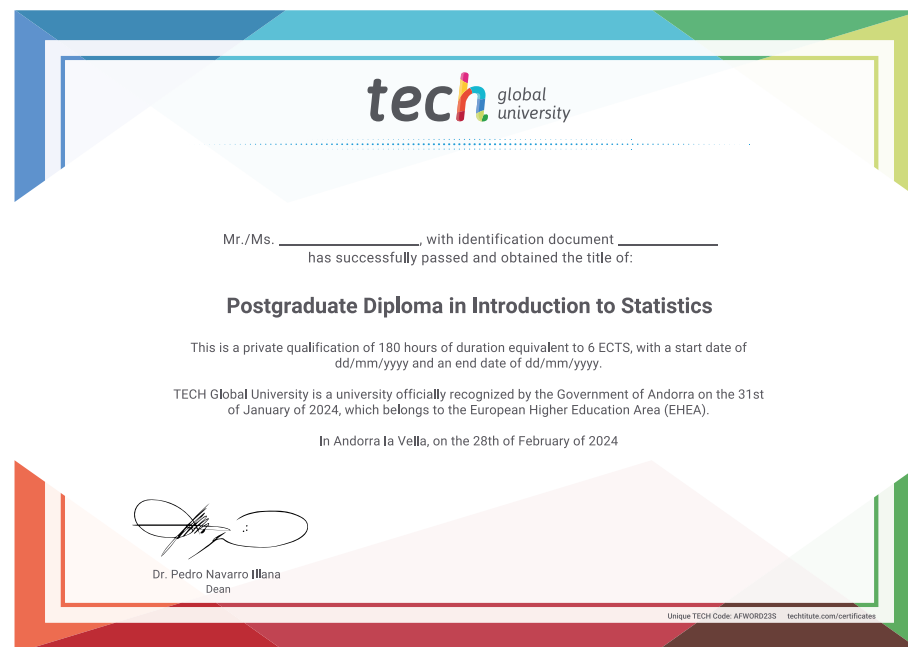 tech global university
Mr./Ms. ____________________, with identification document ______________
has successfully passed and obtained the title of:
Postgraduate Diploma in Introduction to Statistics
This is a private qualification of 180 hours of duration equivalent to 6 ECTS, with a start date of
dd/mm/yyyy and an end date of dd/mm/yyyy.
TECH Global University is a university officially recognized by the Government of Andorra on the 31st
of January of 2024, which belongs to the European Higher Education Area (EHEA).
In Andorra la Vella, on the 28th of February of 2024
Dr. Pedro Navarro Illana
Dean
Unique TECH Code: AFWORD23S techtitute.com/certificates